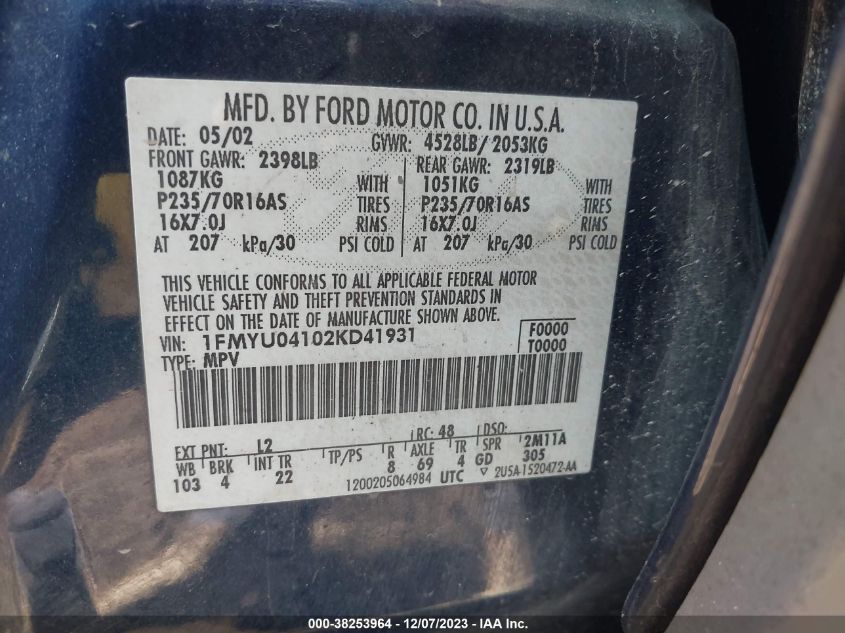 MFD. BY FORD MOTOR CO. IN U.S.A.
DATE: 05/02 GVWR: 4528LB/ 2053KG
FRONT GAWR: 2398LB REAR GAWR: 2319LB
1087KG WITH 1051KG WITH
P235/70R16AS TIRES P235/70R16AS TIRES
16X7.0J RIMS 16X7.0J RIMS
AT 207 kPa/30 PSI COLD AT 207 kPa/30 PSI COLD
THIS VEHICLE CONFORMS TO ALL APPLICABLE FEDERAL MOTOR
VEHICLE SAFETY AND THEFT PREVENTION STANDARDS IN
EFFECT ON THE DATE OF MANUFACTURE SHOWN ABOVE.
VIN: 1FMYU04102KD41931 F0000
TYPE: MPV T0000
EXT PNT: L2 RC: 48 DSO:
WB BRK INT TR TP/PS R AXLE TR SPR 2M11A
103 4 22 8 69 4 GD 305
1200205064984 UTC ▽ 2U5A-1520472-AA
000-38253964 - 12/07/2023 - IAAI.com